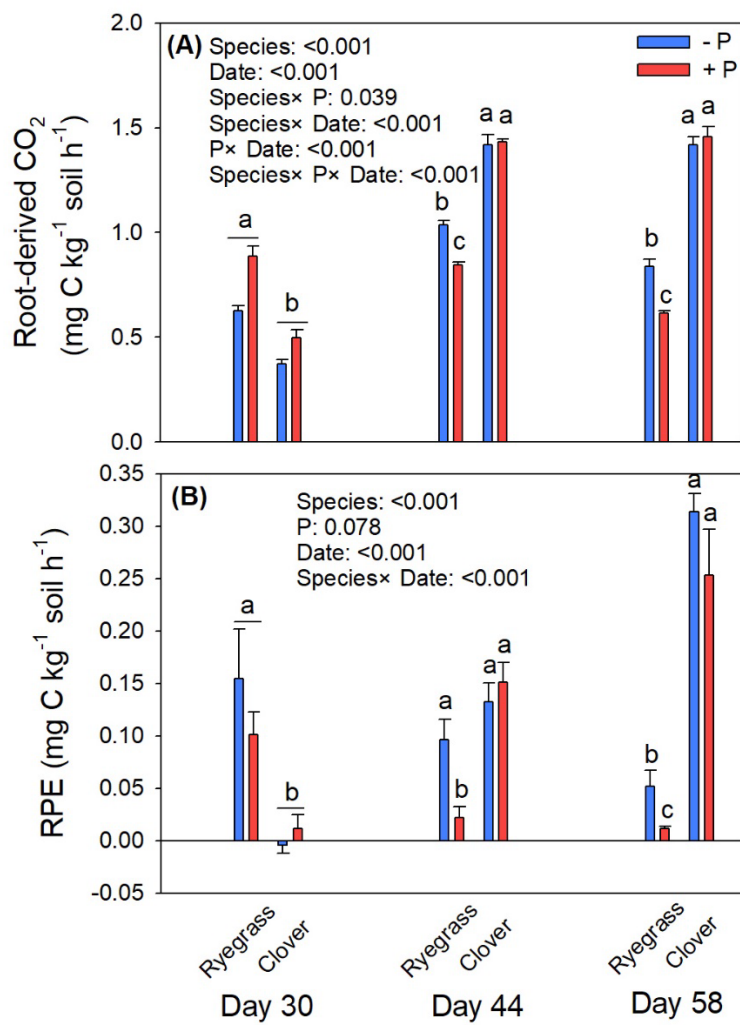 (A)
Species: <0.001
Date: <0.001
Species× P: 0.039
Species× Date: <0.001
P× Date: <0.001
Species× P× Date: <0.001
- P
+ P
Root-derived CO₂
(mg C kg⁻¹ soil h⁻¹)
2.0
1.5
1.0
0.5
0.0
a
b
b
c
a
a
b
c
a
a
(B)
Species: <0.001
P: 0.078
Date: <0.001
Species× Date: <0.001
RPE (mg C kg⁻¹ soil h⁻¹)
0.35
0.30
0.25
0.20
0.15
0.10
0.05
0.00
-0.05
a
b
a
b
a
a
b
c
a
a
Ryegrass
Clover
Ryegrass
Clover
Ryegrass
Clover
Day 30
Day 44
Day 58